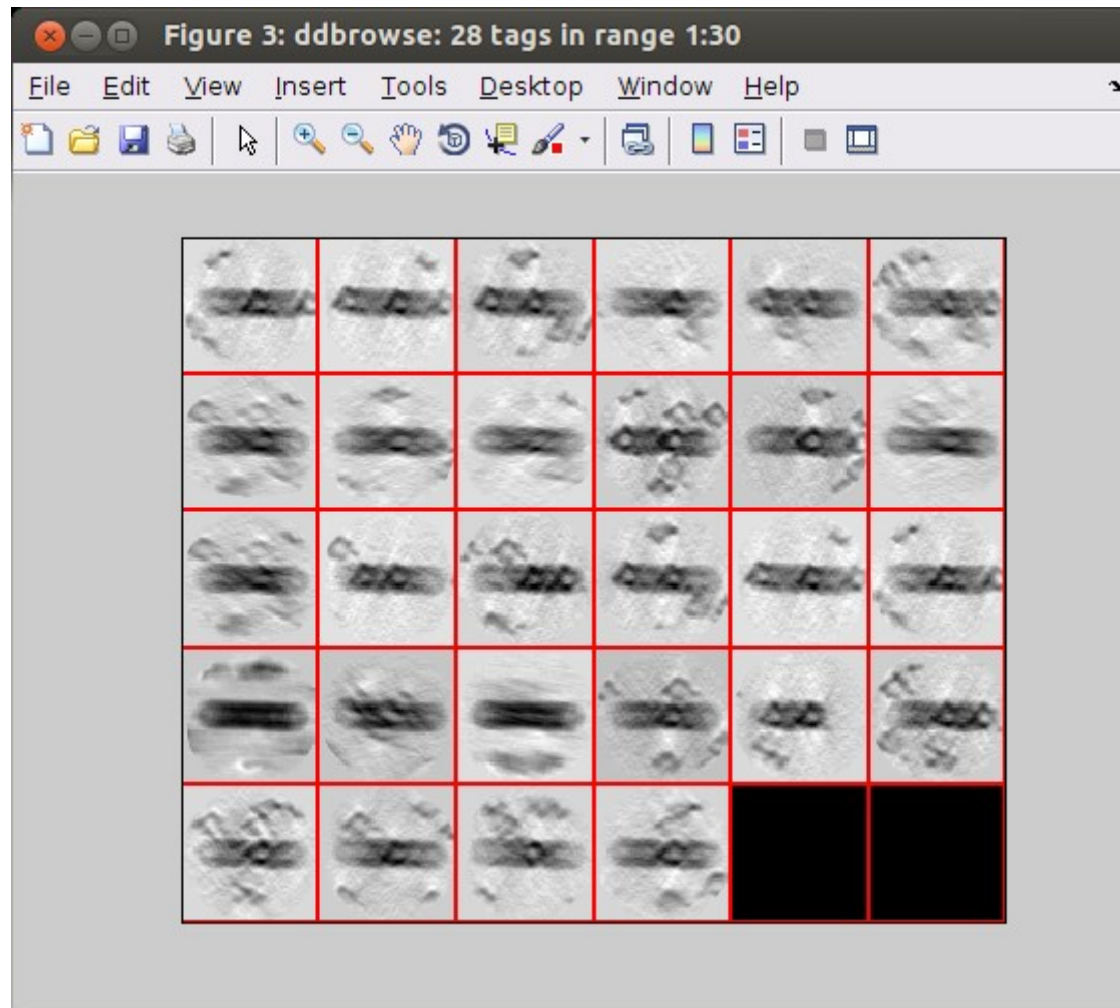 Figure 3: ddbrowse: 28 tags in range 1:30
File Edit View Insert Tools Desktop Window Help